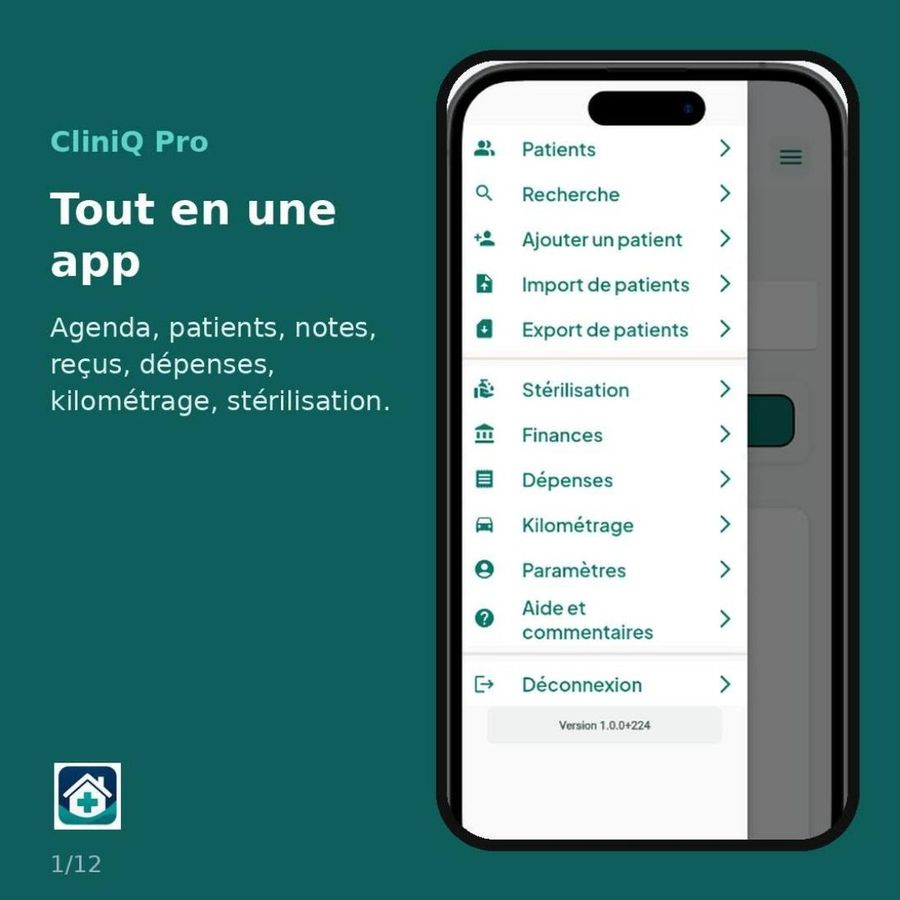 CliniQ Pro
Tout en une
app
Agenda, patients, notes,
reçus, dépenses,
kilométrage, stérilisation.
1/12
Patients
Recherche
Ajouter un patient
Import de patients
Export de patients
Stérilisation
Finances
Dépenses
Kilométrage
Paramètres
Aide et
commentaires
Déconnexion
Version 1.0.0+224